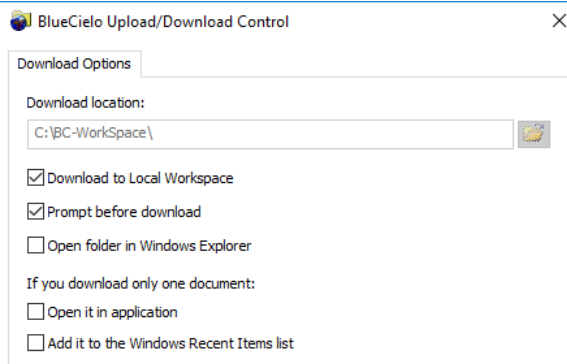 BlueCielo Upload/Download Control
Download Options
Download location:
C:\BC-WorkSpace\
Download to Local Workspace
Prompt before download
Open folder in Windows Explorer
If you download only one document:
Open it in application
Add it to the Windows Recent Items list